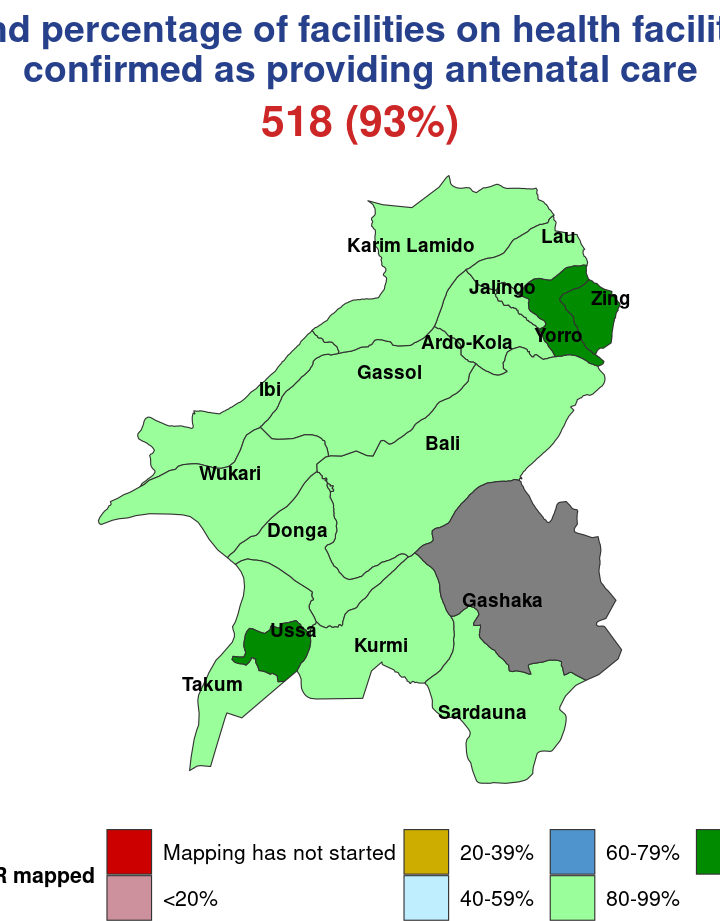 nd percentage of facilities on health facilit
confirmed as providing antenatal care
518 (93%)
Karim Lamido
Lau
Jalingo
Zing
Yorro
Ardo-Kola
Gassol
Ibi
Bali
Wukari
Donga
Gashaka
Ussa
Kurmi
Takum
Sardauna
R mapped
Mapping has not started
<20%
20-39%
40-59%
60-79%
80-99%